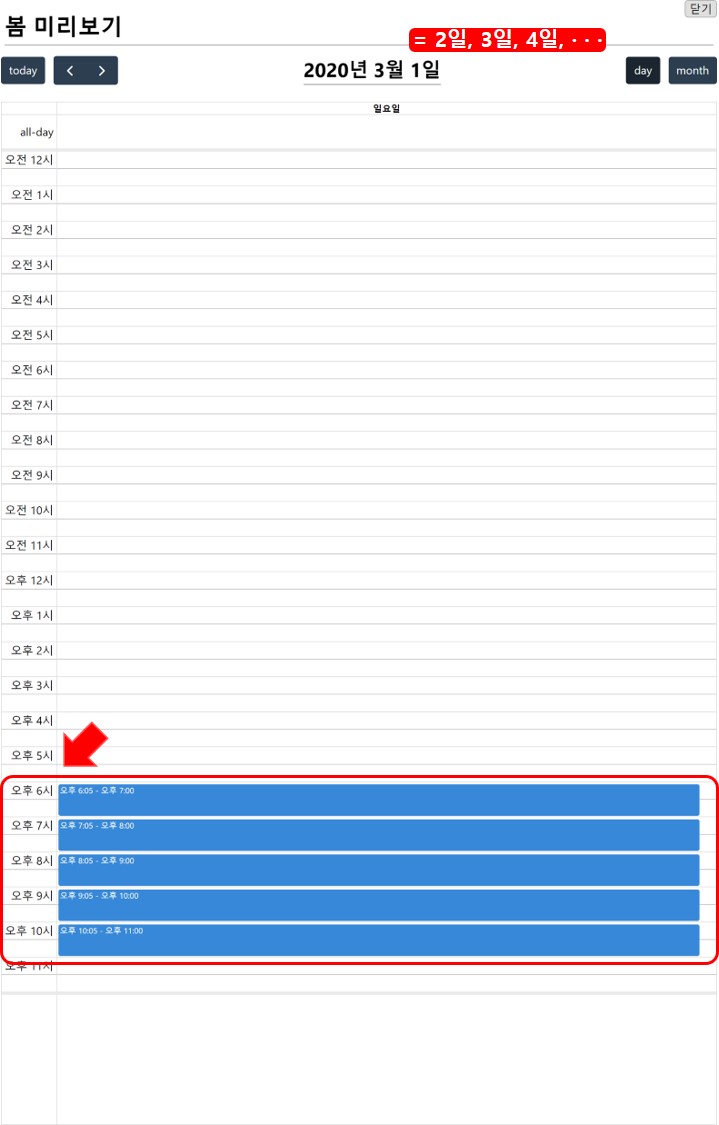 닫기
봄 미리보기
= 2일, 3일, 4일, · · ·
today < > 2020년 3월 1일 day month
일요일
all-day
오전 12시
오전 1시
오전 2시
오전 3시
오전 4시
오전 5시
오전 6시
오전 7시
오전 8시
오전 9시
오전 10시
오전 11시
오후 12시
오후 1시
오후 2시
오후 3시
오후 4시
오후 5시
오후 6시 오후 6:05 - 오후 7:00
오후 7시 오후 7:05 - 오후 8:00
오후 8시 오후 8:05 - 오후 9:00
오후 9시 오후 9:05 - 오후 10:00
오후 10시 오후 10:05 - 오후 11:00
오후 11시